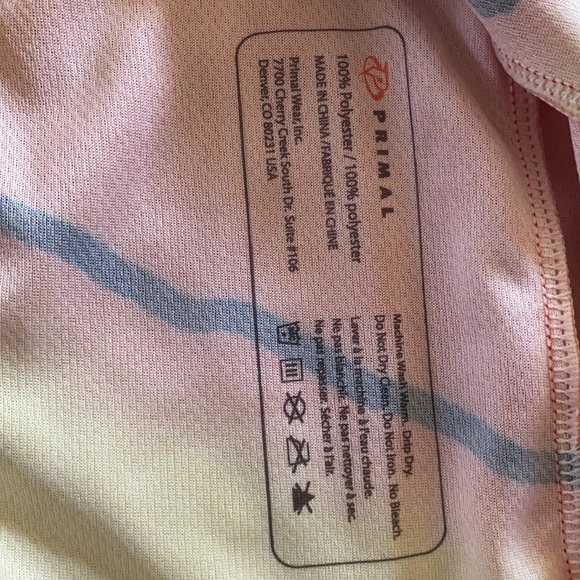 PRIMAL
100% Polyester / 100% polyester
MADE IN CHINA /FABRIQUÉ EN CHINE
Primal Wear, Inc.
7700 Cherry Creek South Dr. Suite #106
Denver, CO 80231 USA
Machine Wash Warm. Drip Dry.
Do Not Dry Clean. Do Not Iron. No Bleach.
Laver à la machine à l'eau chaude.
Ne pas blanchir. Ne pas nettoyer à sec.
Ne pas repasser. Sécher à l'air.